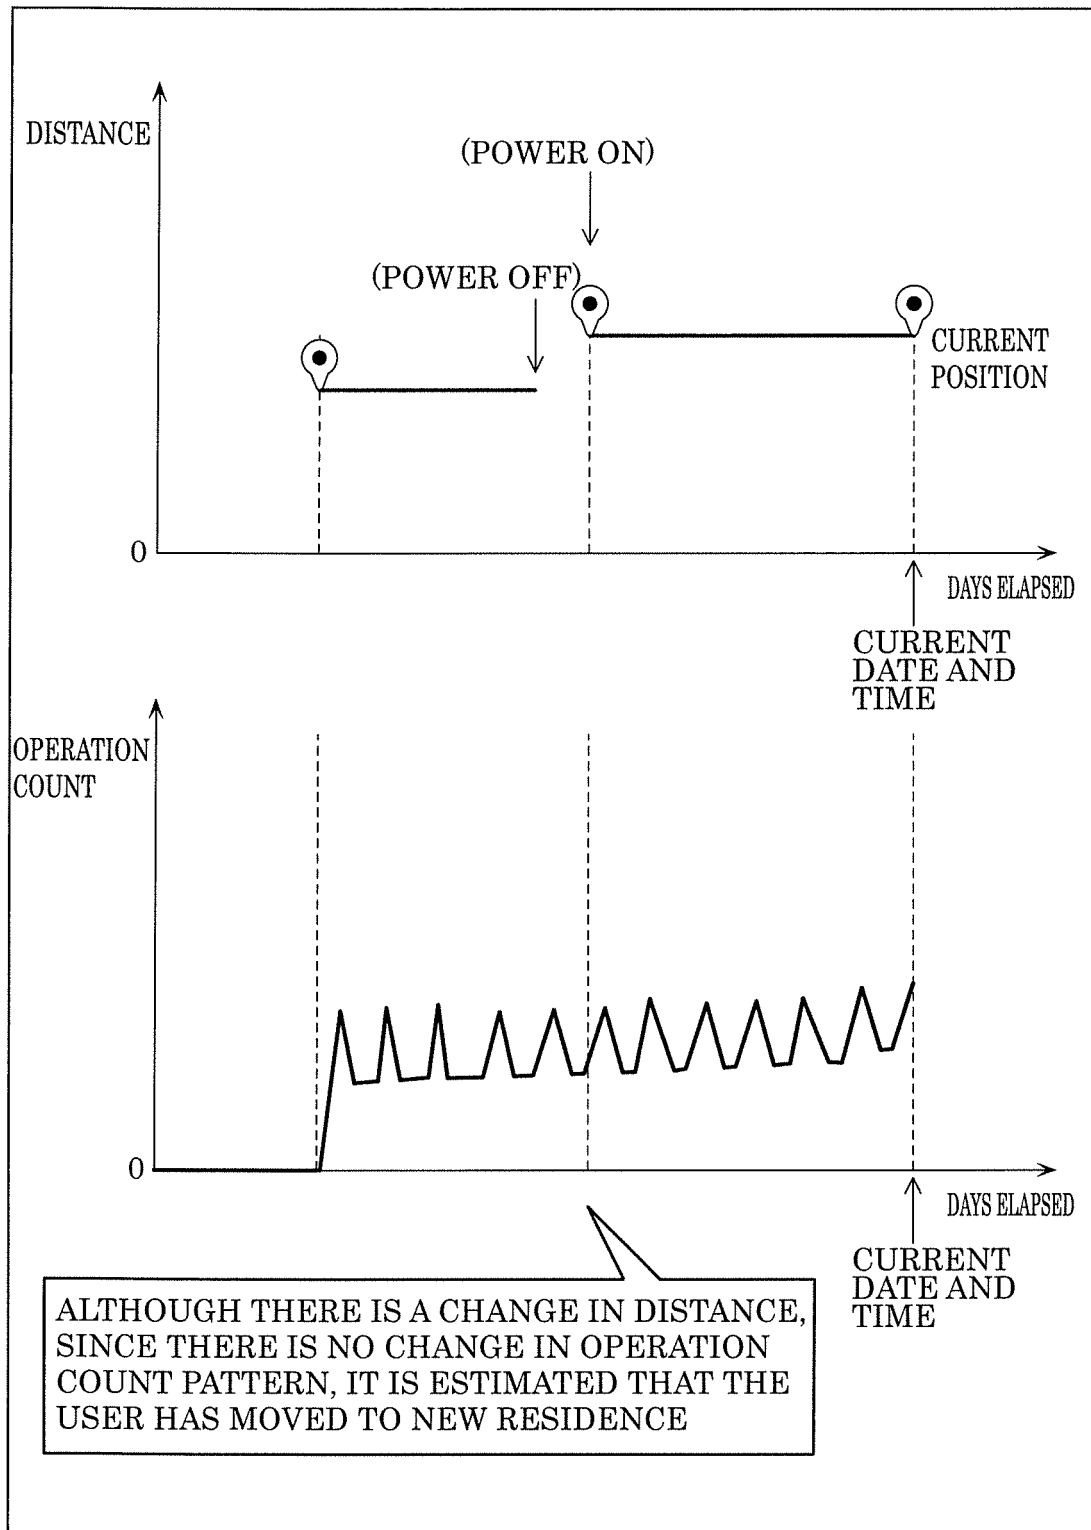 DISTANCE
(POWER ON)
(POWER OFF)
CURRENT
POSITION
0
DAYS ELAPSED
CURRENT
DATE AND
TIME
OPERATION
COUNT
0
DAYS ELAPSED
CURRENT
DATE AND
TIME
ALTHOUGH THERE IS A CHANGE IN DISTANCE,
SINCE THERE IS NO CHANGE IN OPERATION
COUNT PATTERN, IT IS ESTIMATED THAT THE
USER HAS MOVED TO NEW RESIDENCE